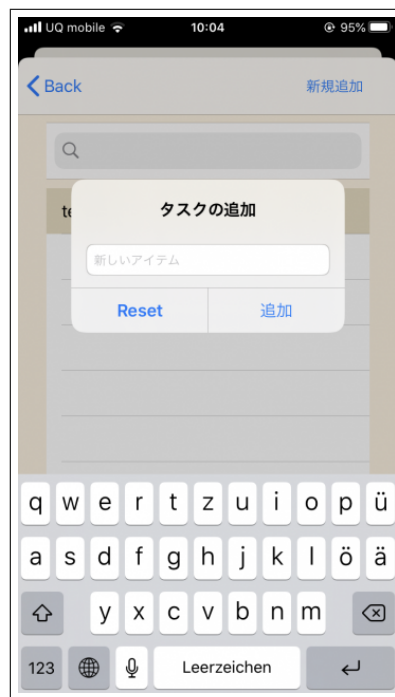 UQ mobile 10:04 95%
Back 新規追加
te
タスクの追加
新しいアイテム
Reset 追加
q w e r t z u i o p ü
a s d f g h j k l ö ä
y x c v b n m
123 Leerzeichen